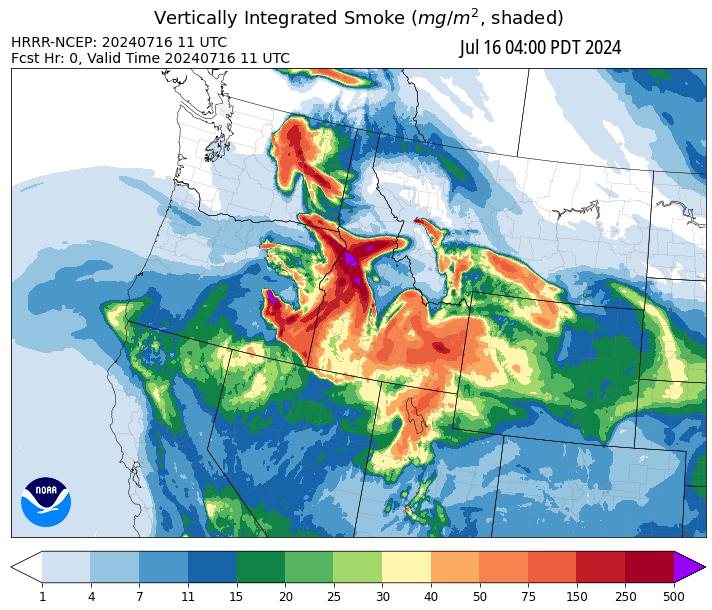 Vertically Integrated Smoke (mg/m², shaded)
HRRR-NCEP: 20240716 11 UTC
Jul 16 04:00 PDT 2024
Fcst Hr: 0, Valid Time 20240716 11 UTC
NOAA
1 4 7 11 15 20 25 30 40 50 75 150 250 500